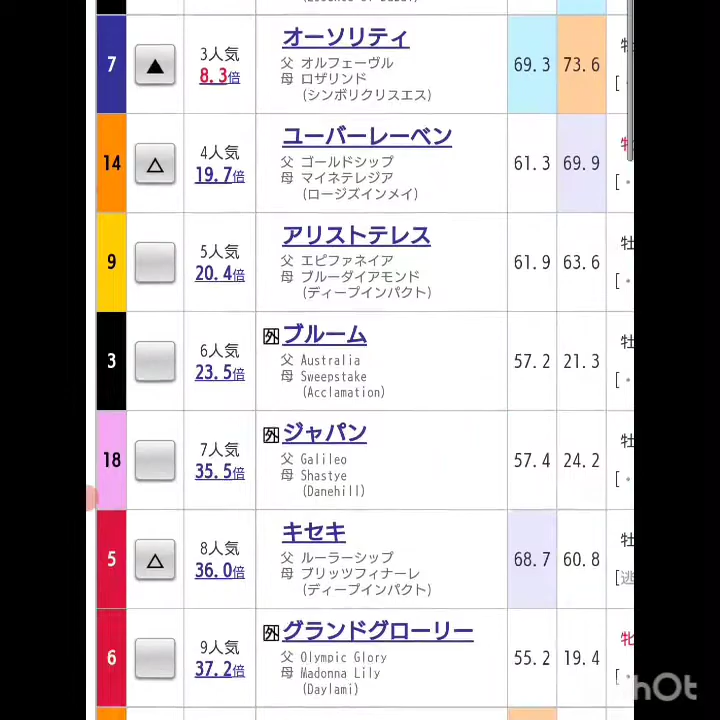 7
▲
3人気
8.3倍
オーソリティ
父 オルフェーヴル
母 ロザリンド
(シンボリクリスエス)
69.3
73.6
[
14
△
4人気
19.7倍
ユーバーレーベン
父 ゴールドシップ
母 マイネテレジア
(ロージズインメイ)
61.3
69.9
[・
9
5人気
20.4倍
アリストテレス
父 エピファネイア
母 ブルーダイアモンド
(ディープインパクト)
61.9
63.6
牡
[・
3
6人気
23.5倍
外 ブルーム
父 Australia
母 Sweepstake
(Acclamation)
57.2
21.3
牡
[・
18
7人気
35.5倍
外 ジャパン
父 Galileo
母 Shastye
(Danehill)
57.4
24.2
牡
[・
5
△
8人気
36.0倍
キセキ
父 ルーラーシップ
母 ブリッツフィナーレ
(ディープインパクト)
68.7
60.8
牡
[逃
6
9人気
37.2倍
外 グランドグローリー
父 Olympic Glory
母 Madonna Lily
(Daylami)
55.2
19.4
牝
[・